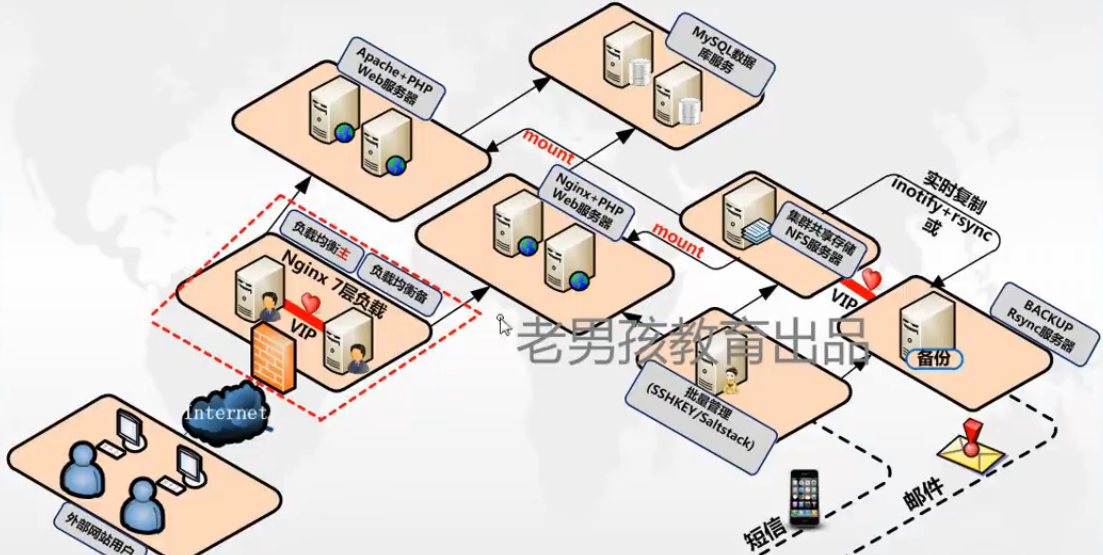 MySQL数据
库服务
Apache+PHP
Web服务器
mount
Nginx+PHP
Web服务器
mount
实时复制
inotify+rsync
或
集群共享存储
NFS服务器
负载均衡主
负载均衡备
Nginx 7层负载
VIP
VIP
BACKUP
Rsync服务器
备份
老男孩教育出品
批量管理
(SSHKEY/Saltstack)
Internet
外部网站用户
短信
邮件